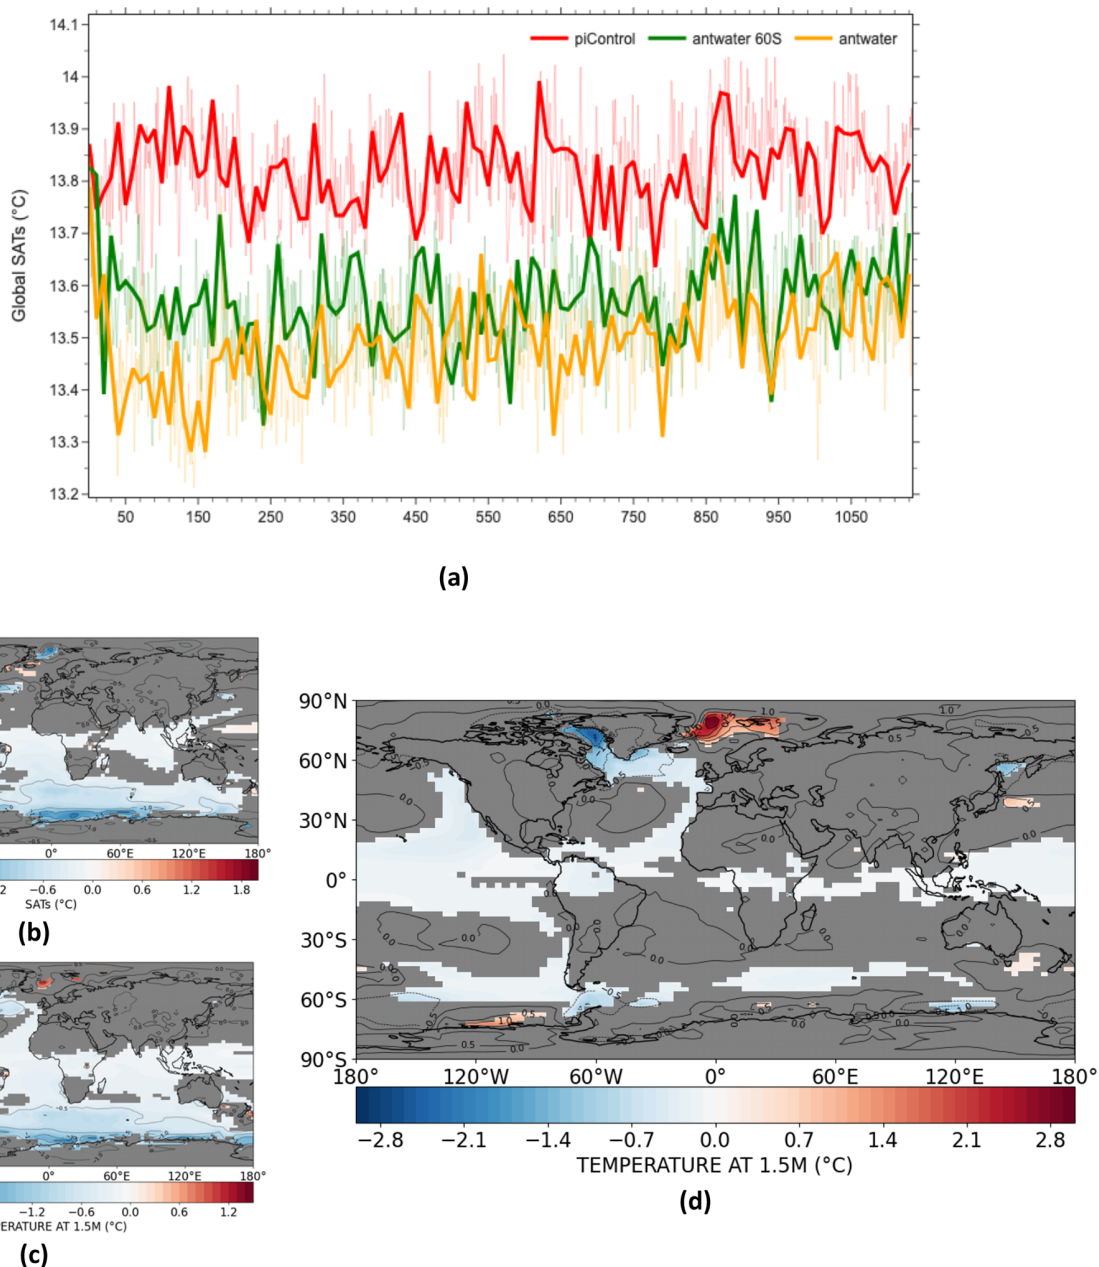 14.1
piControl antwater 60S antwater
14
13.9
13.8
13.7
13.6
13.5
13.4
13.3
13.2
Global SATs (°C)
50 150 250 350 450 550 650 750 850 950 1050
(a)
0° 60°E 120°E 180°
2 −0.6 0.0 0.6 1.2 1.8
SATs (°C)
(b)
0° 60°E 120°E 180°
−1.2 −0.6 0.0 0.6 1.2
PERATURE AT 1.5M (°C)
(c)
90°N
60°N
30°N
0°
30°S
60°S
90°S
180° 120°W 60°W 0° 60°E 120°E 180°
−2.8 −2.1 −1.4 −0.7 0.0 0.7 1.4 2.1 2.8
TEMPERATURE AT 1.5M (°C)
(d)